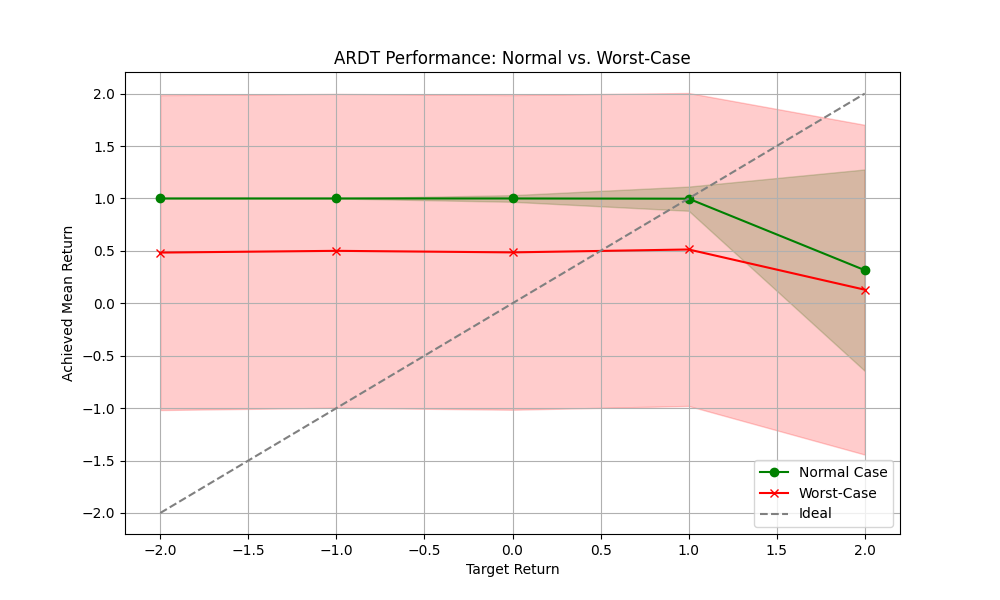 ARDT Performance: Normal vs. Worst-Case
Achieved Mean Return
2.0
1.5
1.0
0.5
0.0
−0.5
−1.0
−1.5
−2.0
Normal Case
Worst-Case
Ideal
−2.0 −1.5 −1.0 −0.5 0.0 0.5 1.0 1.5 2.0
Target Return